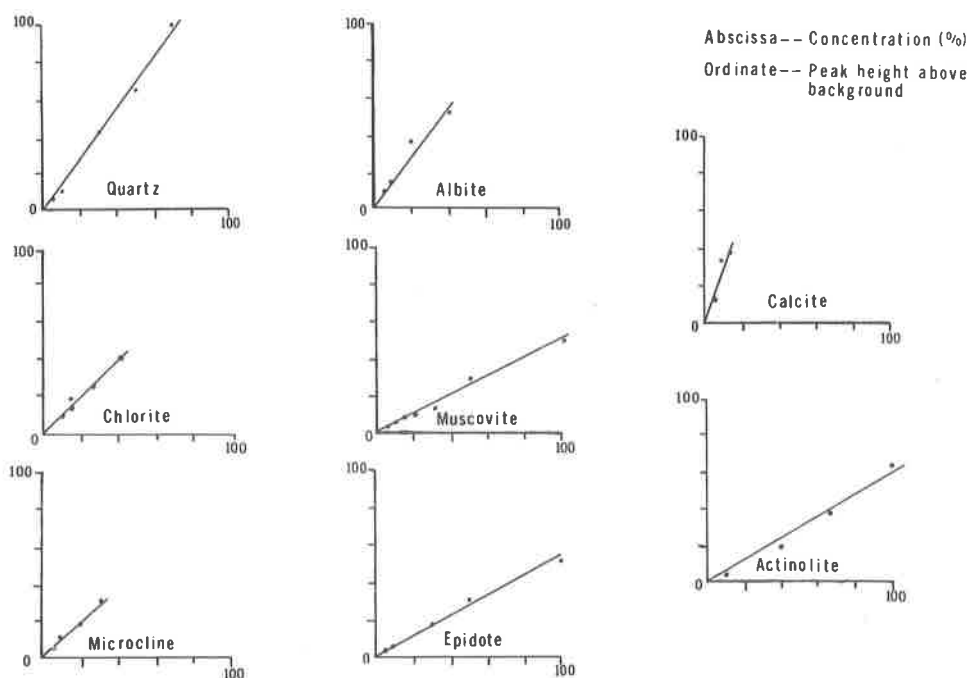 100
0
100
Quartz
100
0
100
Albite
Abscissa-- Concentration (%)
Ordinate-- Peak height above
background
100
0
100
Calcite
100
0
100
Chlorite
100
0
100
Muscovite
100
0
100
Actinolite
100
0
100
Microcline
100
0
100
Epidote